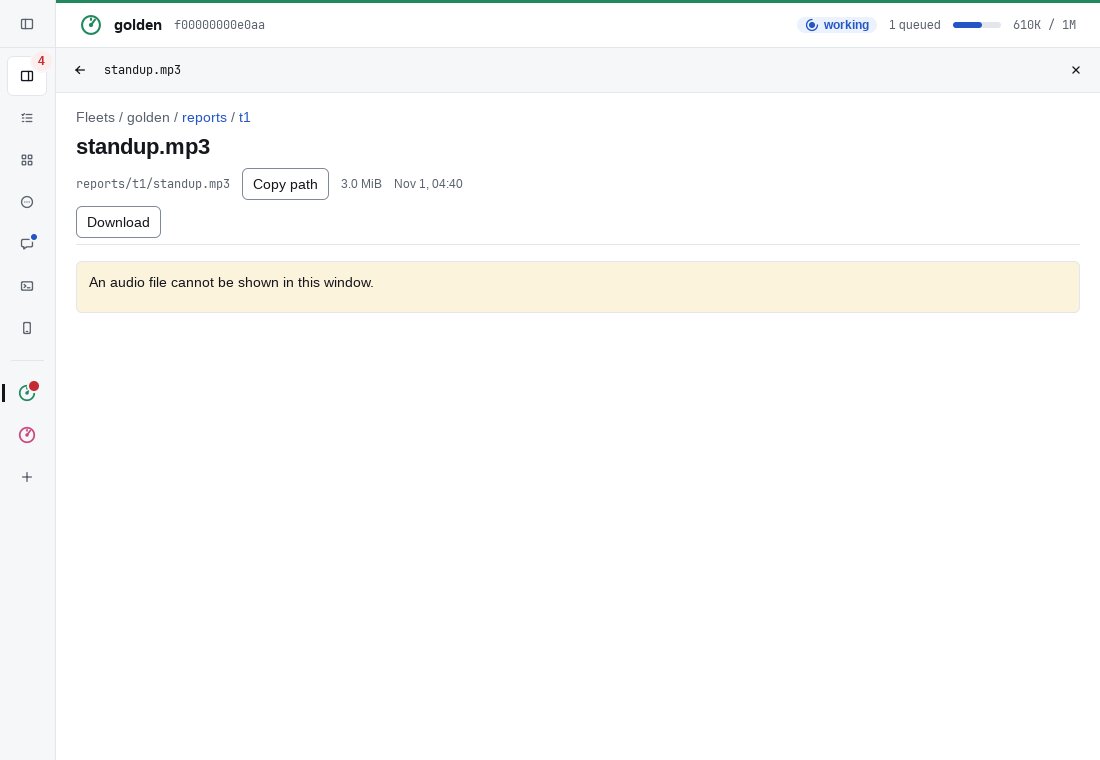 golden f00000000e0aa working 1 queued 610K / 1M
4
standup.mp3
Fleets / golden / reports / t1
standup.mp3
reports/t1/standup.mp3 Copy path 3.0 MiB Nov 1, 04:40
Download
An audio file cannot be shown in this window.